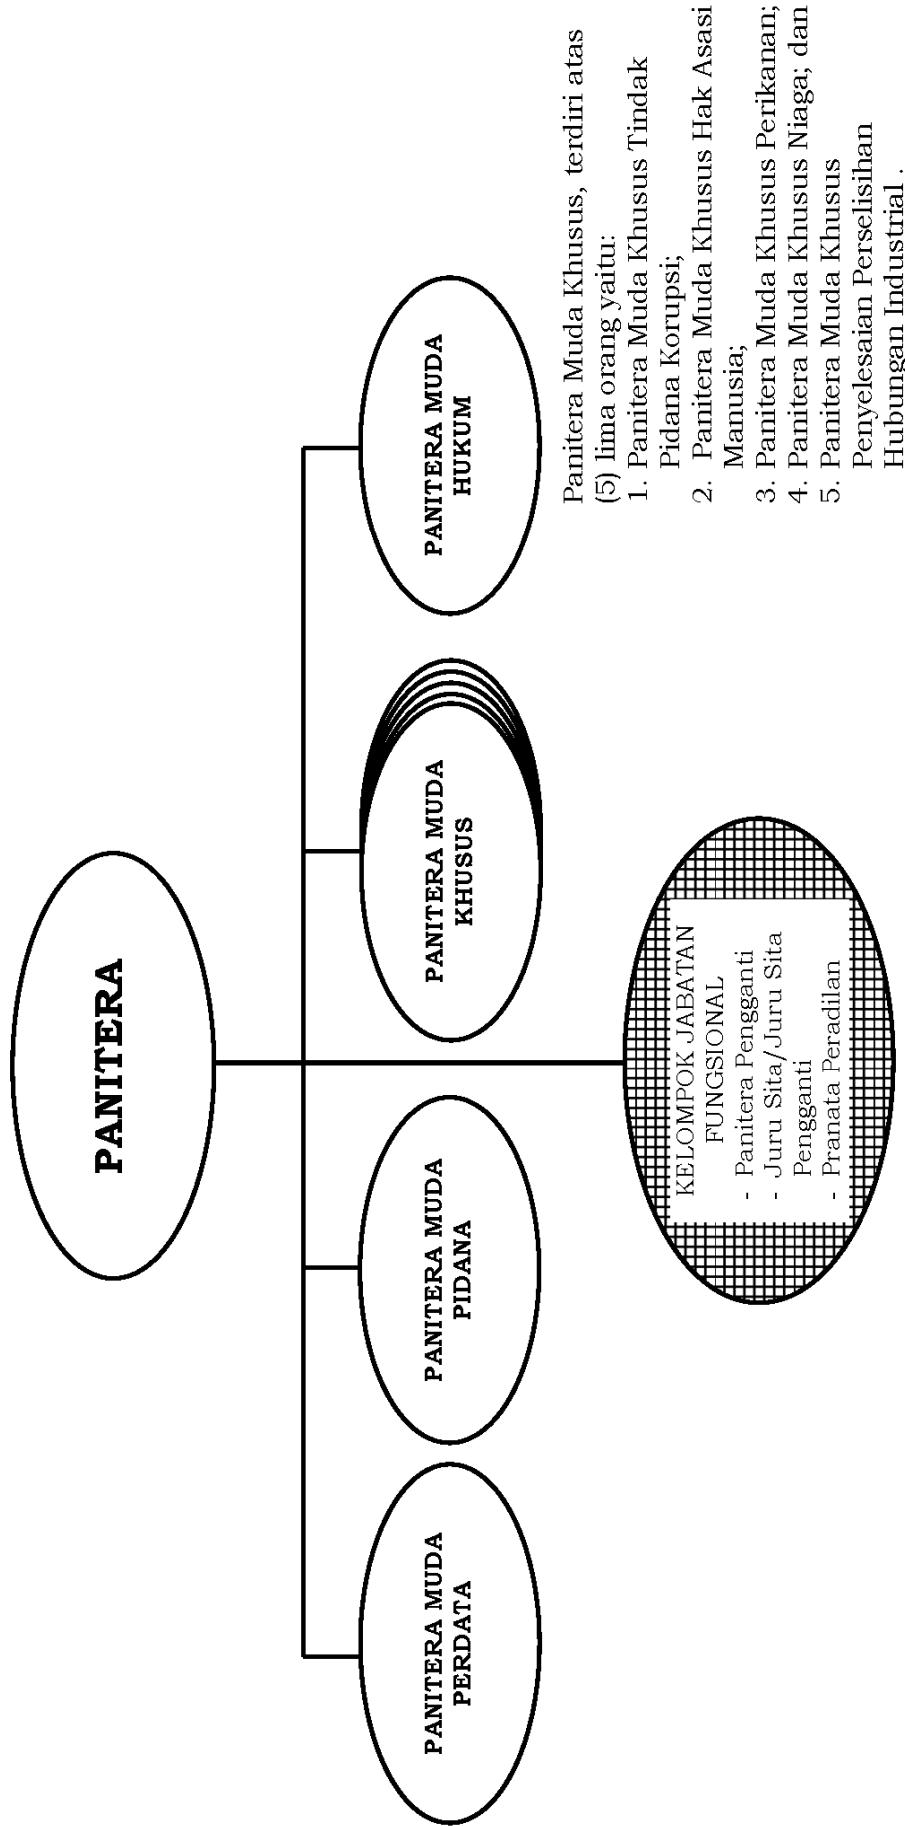 PANITERA
PANITERA MUDA
PERDATA
PANITERA MUDA
PIDANA
PANITERA MUDA
KHUSUS
PANITERA MUDA
HUKUM
KELOMPOK JABATAN
FUNGSIONAL
- Panitera Pengganti
- Juru Sita/Juru Sita
Pengganti
- Pranata Peradilan
Panitera Muda Khusus, terdiri atas
(5) lima orang yaitu:
1. Panitera Muda Khusus Tindak
Pidana Korupsi;
2. Panitera Muda Khusus Hak Asasi
Manusia;
3. Panitera Muda Khusus Perikanan;
4. Panitera Muda Khusus Niaga; dan
5. Panitera Muda Khusus
Penyelesaian Perselisihan
Hubungan Industrial .